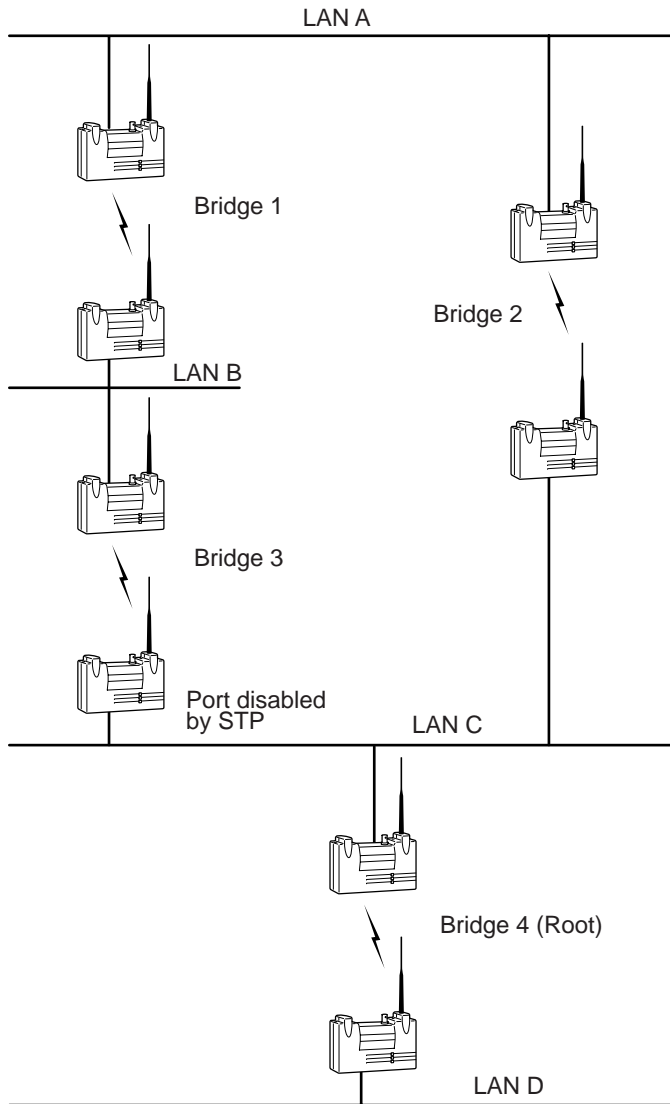 LAN A
Bridge 1
Bridge 2
LAN B
Bridge 3
Port disabled
by STP
LAN C
Bridge 4 (Root)
LAN D